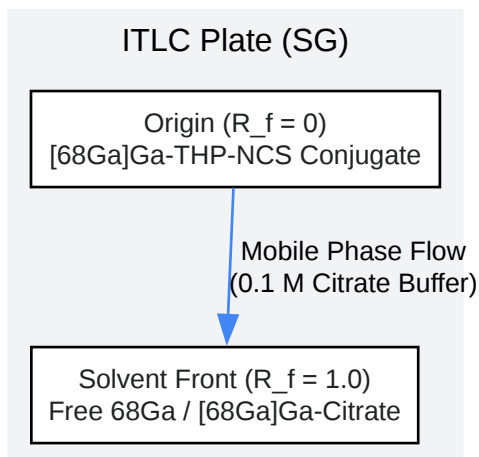 ITLC Plate (SG)
Origin (R_f = 0)
[68Ga]Ga-THP-NCS Conjugate
Mobile Phase Flow
(0.1 M Citrate Buffer)
Solvent Front (R_f = 1.0)
Free 68Ga / [68Ga]Ga-Citrate